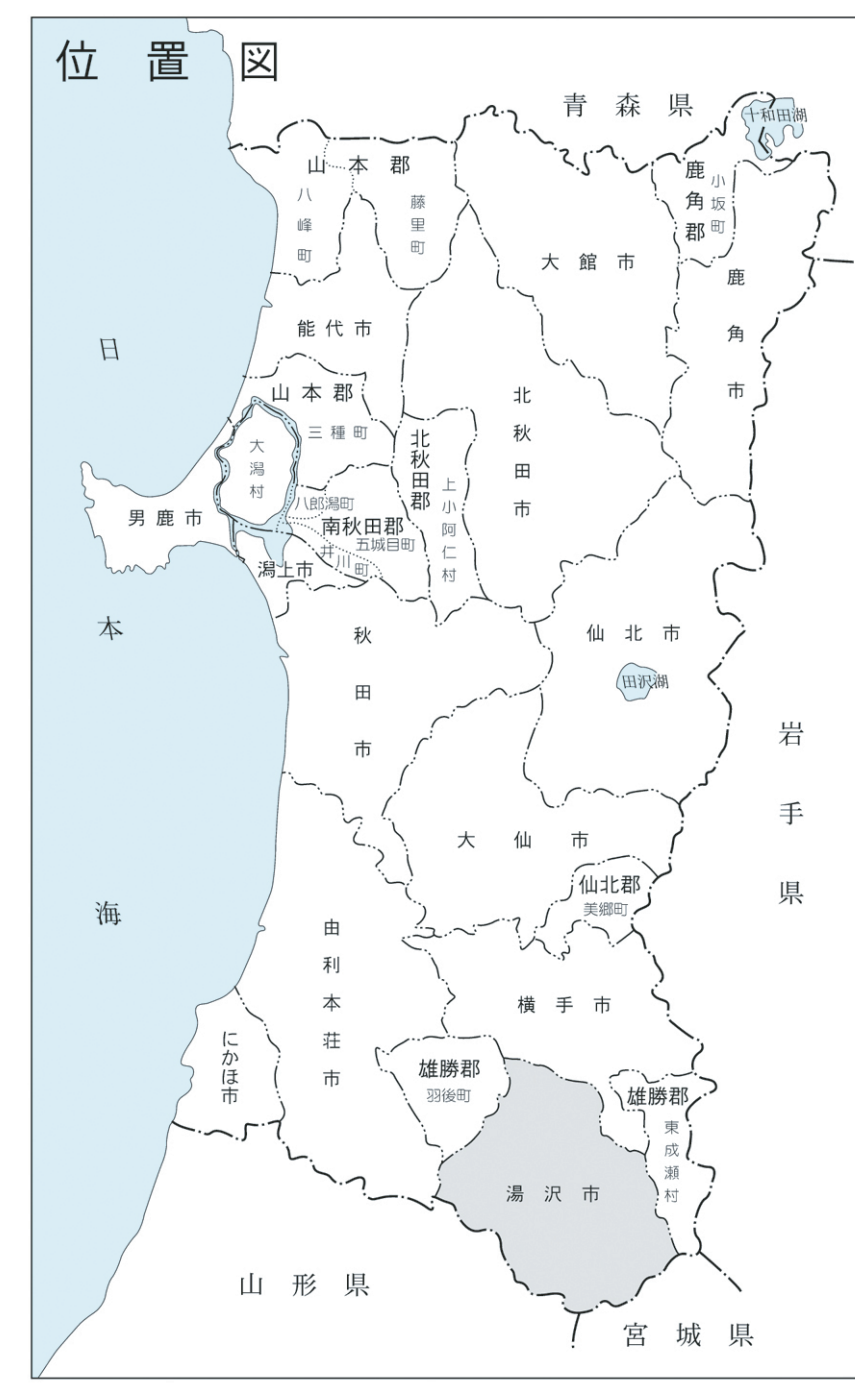 位置図
青森県
十和田湖
山本郡
八峰町
藤里町
鹿角郡
小坂町
大館市
鹿角市
能代市
山本郡
三種町
大潟村
北秋田市
北秋田郡
上小阿仁村
男鹿市
八郎潟町
南秋田郡
五城目町
井川町
潟上市
日本海
秋田市
仙北市
田沢湖
岩手県
大仙市
仙北郡
美郷町
由利本荘市
横手市
にかほ市
雄勝郡
羽後町
雄勝郡
東成瀬村
湯沢市
山形県
宮城県